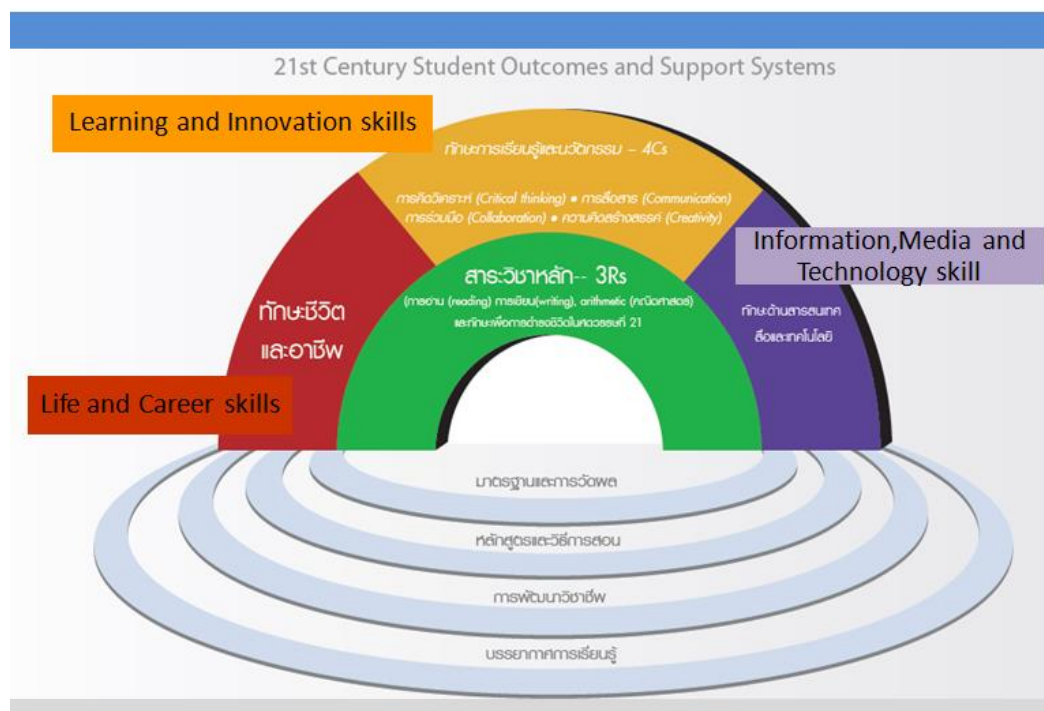 21st Century Student Outcomes and Support Systems
Learning and Innovation skills
ทักษะการเรียนรู้และนวัตกรรม – 4Cs
การคิดวิเคราะห์ (Critical thinking) • การสื่อสาร (Communication)
การร่วมมือ (Collaboration) • ความคิดสร้างสรรค์ (Creativity)
Information,Media and
Technology skill
สาระวิชาหลัก-- 3Rs
(การอ่าน (reading) การเขียน(writing), arithmetic (คณิตศาสตร์)
และทักษะเพื่อการดำรงชีวิตในศตวรรษที่ 21
ทักษะชีวิต
และอาชีพ
ทักษะด้านสารสนเทศ
สื่อและเทคโนโลยี
Life and Career skills
มาตรฐานและการวัดผล
หลักสูตรและวิธีการสอน
การพัฒนาวิชาชีพ
บรรยากาศการเรียนรู้